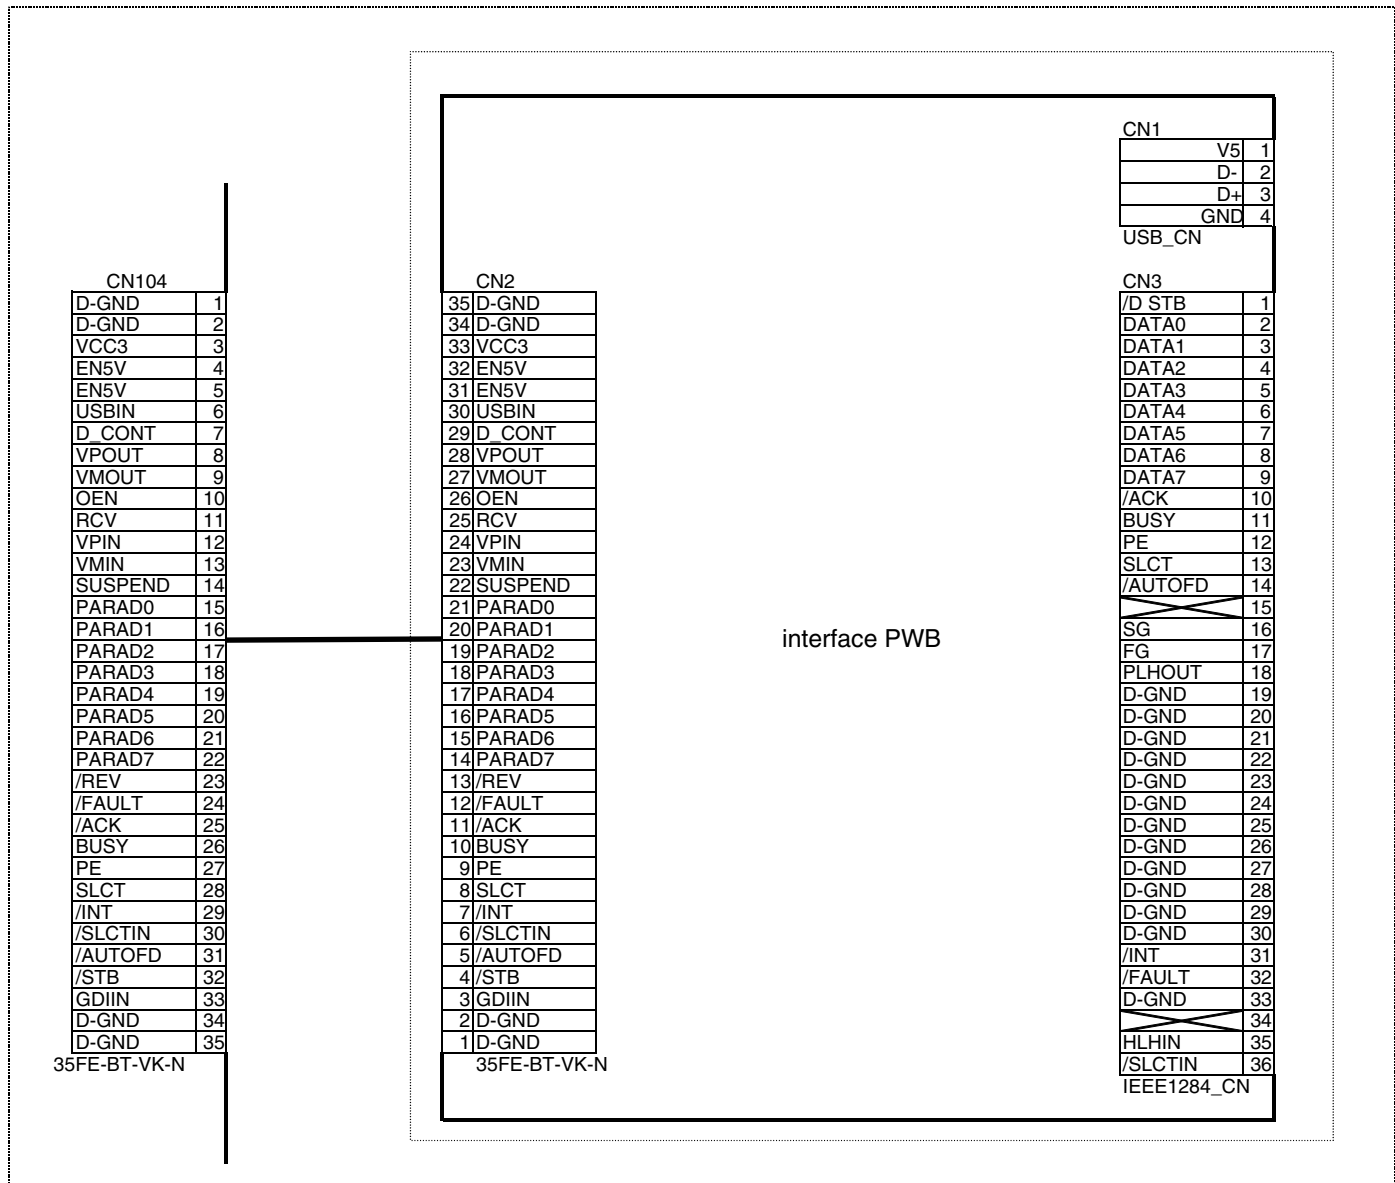 CN1
V5 1
D- 2
D+ 3
GND 4
USB_CN
CN104
D-GND 1
D-GND 2
VCC3 3
EN5V 4
EN5V 5
USBIN 6
D_CONT 7
VPOUT 8
VMOUT 9
OEN 10
RCV 11
VPIN 12
VMIN 13
SUSPEND 14
PARAD0 15
PARAD1 16
PARAD2 17
PARAD3 18
PARAD4 19
PARAD5 20
PARAD6 21
PARAD7 22
/REV 23
/FAULT 24
/ACK 25
BUSY 26
PE 27
SLCT 28
/INT 29
/SLCTIN 30
/AUTOFD 31
/STB 32
GDIIN 33
D-GND 34
D-GND 35
35FE-BT-VK-N
CN2
35 D-GND
34 D-GND
33 VCC3
32 EN5V
31 EN5V
30 USBIN
29 D_CONT
28 VPOUT
27 VMOUT
26 OEN
25 RCV
24 VPIN
23 VMIN
22 SUSPEND
21 PARAD0
20 PARAD1
19 PARAD2
18 PARAD3
17 PARAD4
16 PARAD5
15 PARAD6
14 PARAD7
13 /REV
12 /FAULT
11 /ACK
10 BUSY
9 PE
8 SLCT
7 /INT
6 /SLCTIN
5 /AUTOFD
4 /STB
3 GDIIN
2 D-GND
1 D-GND
35FE-BT-VK-N
interface PWB
CN3
/D STB 1
DATA0 2
DATA1 3
DATA2 4
DATA3 5
DATA4 6
DATA5 7
DATA6 8
DATA7 9
/ACK 10
BUSY 11
PE 12
SLCT 13
/AUTOFD 14
15
SG 16
FG 17
PLHOUT 18
D-GND 19
D-GND 20
D-GND 21
D-GND 22
D-GND 23
D-GND 24
D-GND 25
D-GND 26
D-GND 27
D-GND 28
D-GND 29
D-GND 30
/INT 31
/FAULT 32
D-GND 33
34
HLHIN 35
/SLCTIN 36
IEEE1284_CN